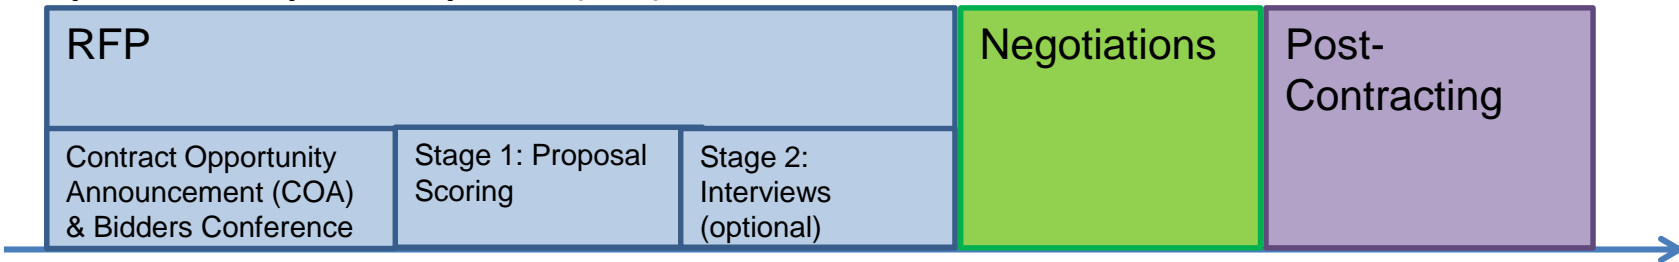 RFP
Negotiations
Post-
Contracting
Contract Opportunity
Announcement (COA)
& Bidders Conference
Stage 1: Proposal
Scoring
Stage 2:
Interviews
(optional)